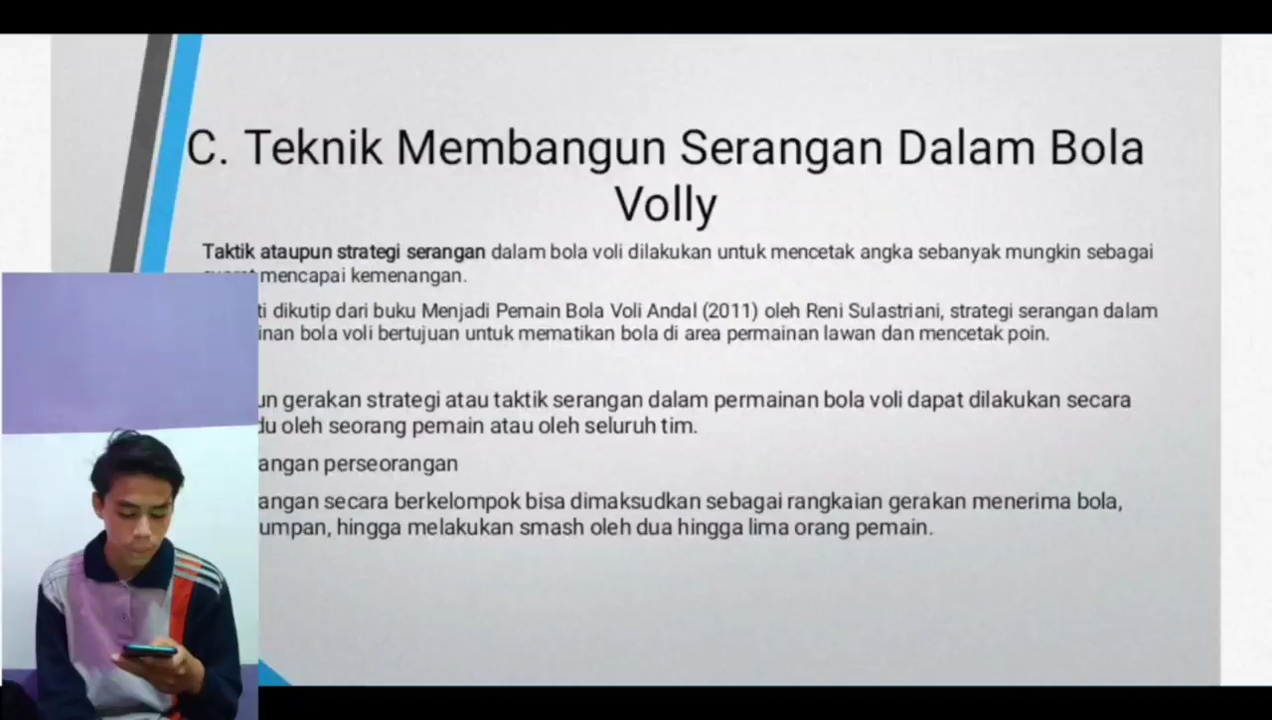 C. Teknik Membangun Serangan Dalam Bola
Volly
Taktik ataupun strategi serangan dalam bola voli dilakukan untuk mencetak angka sebanyak mungkin sebagai
mencapai kemenangan.
ti dikutip dari buku Menjadi Pemain Bola Voli Andal (2011) oleh Reni Sulastriani, strategi serangan dalam
inan bola voli bertujuan untuk mematikan bola di area permainan lawan dan mencetak poin.
un gerakan strategi atau taktik serangan dalam permainan bola voli dapat dilakukan secara
du oleh seorang pemain atau oleh seluruh tim.
angan perseorangan
angan secara berkelompok bisa dimaksudkan sebagai rangkaian gerakan menerima bola,
umpan, hingga melakukan smash oleh dua hingga lima orang pemain.